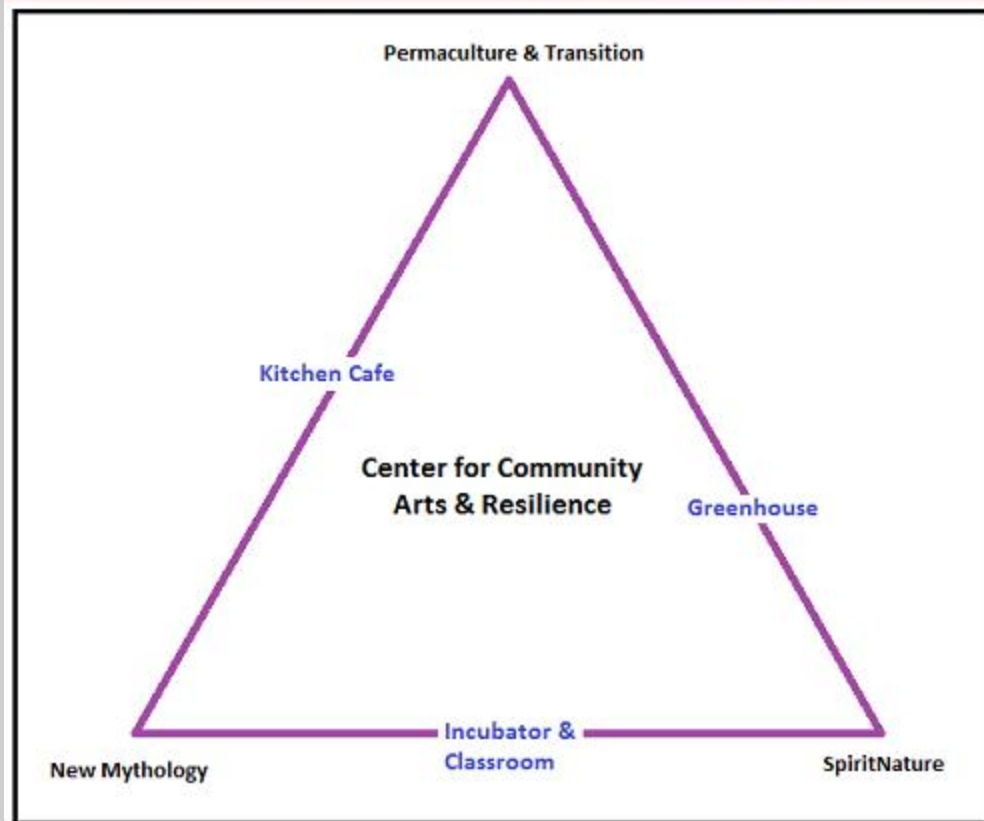 Permaculture & Transition
Kitchen Cafe
Center for Community
Arts & Resilience
Greenhouse
Incubator &
Classroom
New Mythology
SpiritNature